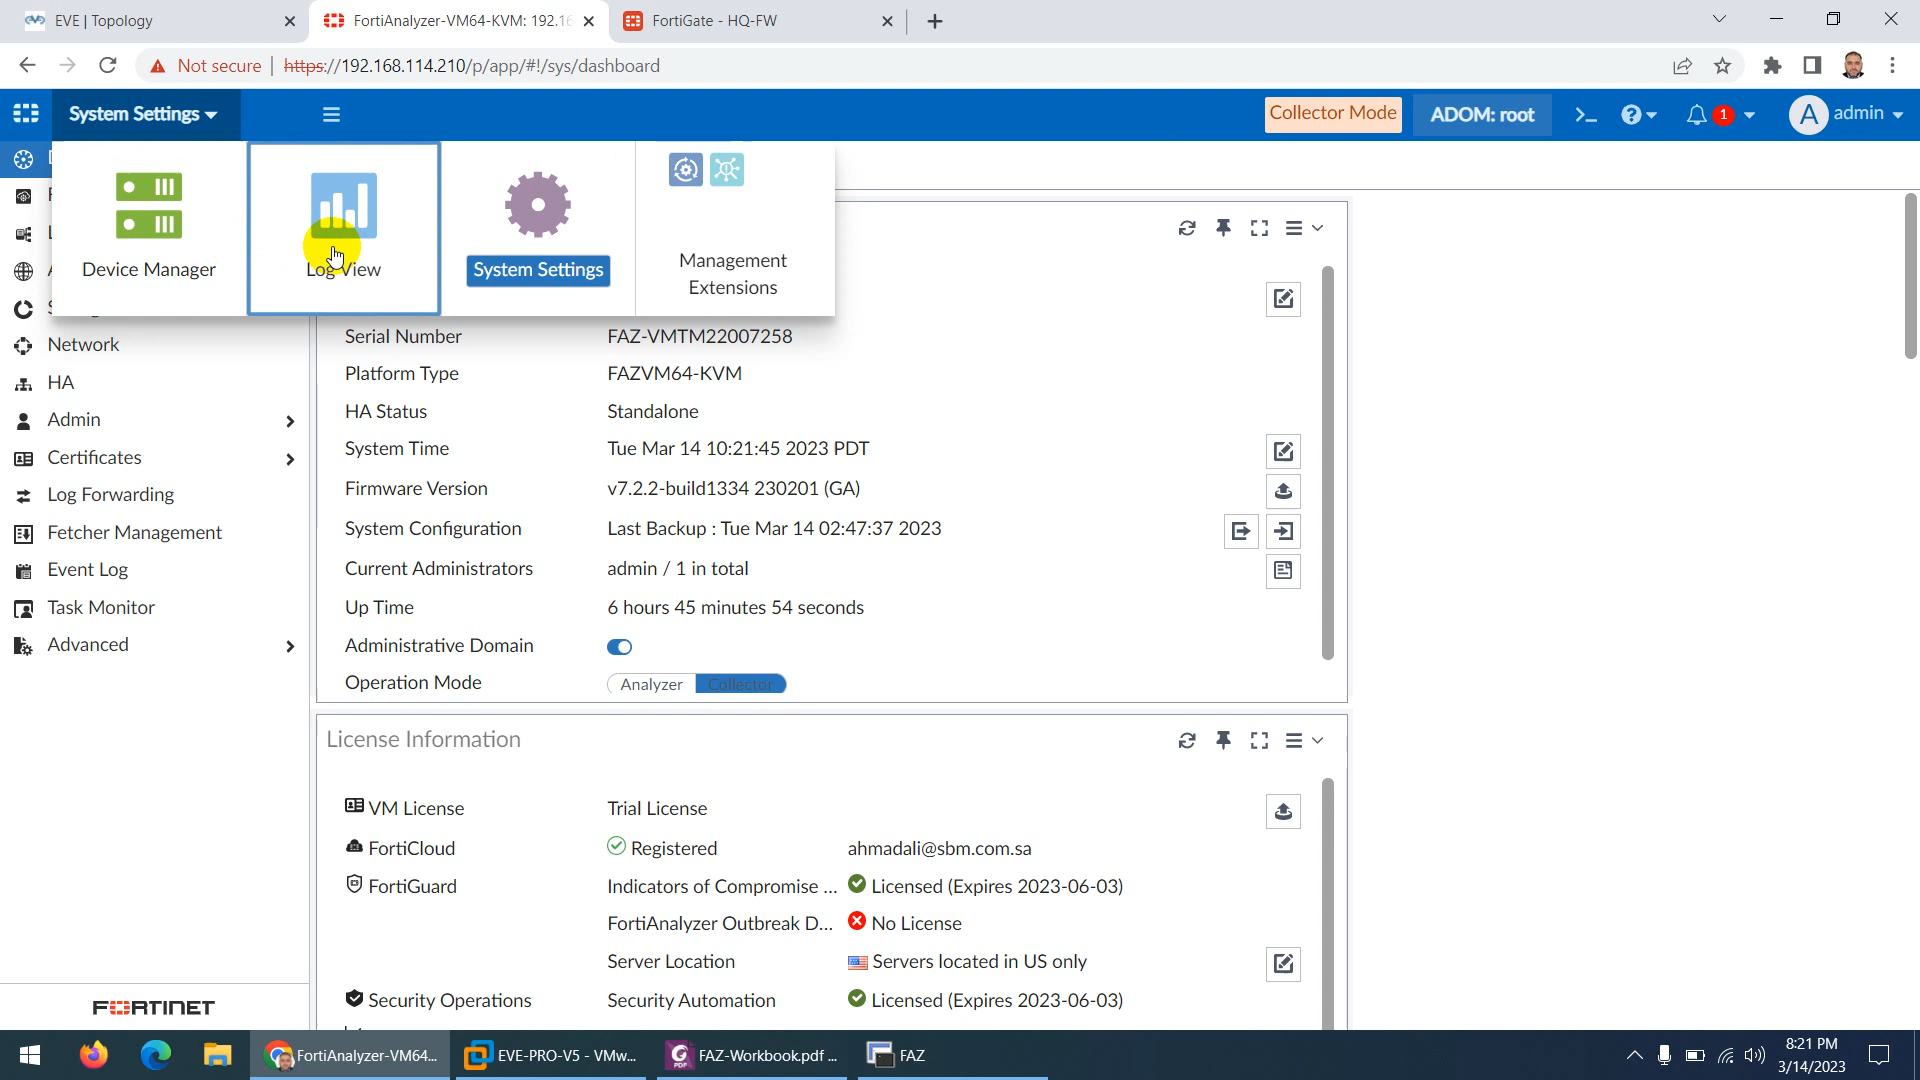 EVE | Topology
FortiAnalyzer-VM64-KVM: 192.16
FortiGate - HQ-FW
Not secure
https://192.168.114.210/p/app/#!/sys/dashboard
System Settings
Collector Mode
ADOM: root
1
A
admin
Device Manager
Log View
System Settings
Management
Extensions
Serial Number
FAZ-VMTM22007258
Network
Platform Type
FAZVM64-KVM
HA
HA Status
Standalone
Admin
System Time
Tue Mar 14 10:21:45 2023 PDT
Certificates
Firmware Version
v7.2.2-build1334 230201 (GA)
Log Forwarding
System Configuration
Last Backup : Tue Mar 14 02:47:37 2023
Fetcher Management
Current Administrators
admin / 1 in total
Event Log
Up Time
6 hours 45 minutes 54 seconds
Task Monitor
Administrative Domain
Advanced
Operation Mode
Analyzer
Collector
License Information
VM License
Trial License
FortiCloud
Registered
ahmadali@sbm.com.sa
FortiGuard
Indicators of Compromise ...
Licensed (Expires 2023-06-03)
FortiAnalyzer Outbreak D...
No License
Server Location
Servers located in US only
Security Operations
Security Automation
Licensed (Expires 2023-06-03)
FORTINET
FortiAnalyzer-VM64...
EVE-PRO-V5 - VMw...
FAZ-Workbook.pdf ...
FAZ
8:21 PM
3/14/2023